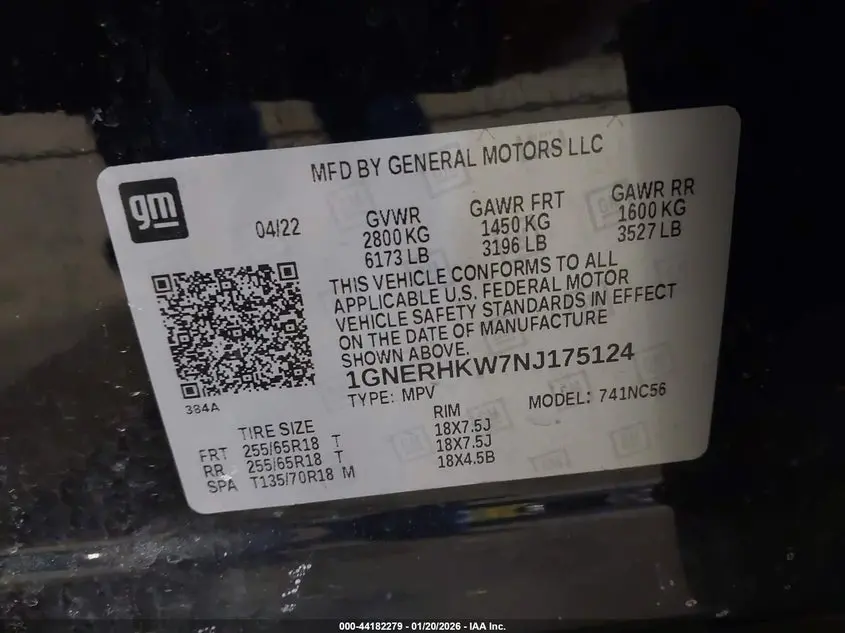 MFD BY GENERAL MOTORS LLC
gm
04/22
GVWR GAWR FRT GAWR RR
2800 KG 1450 KG 1600 KG
6173 LB 3196 LB 3527 LB
THIS VEHICLE CONFORMS TO ALL
APPLICABLE U.S. FEDERAL MOTOR
VEHICLE SAFETY STANDARDS IN EFFECT
ON THE DATE OF MANUFACTURE
SHOWN ABOVE.
1GNERHKW7NJ175124
384A
TYPE: MPV MODEL: 741NC56
TIRE SIZE RIM
FRT 255/65R18 T 18X7.5J
RR 255/65R18 T 18X7.5J
SPA T135/70R18 M 18X4.5B
000-44182279 - 01/20/2026 - IAA Inc.